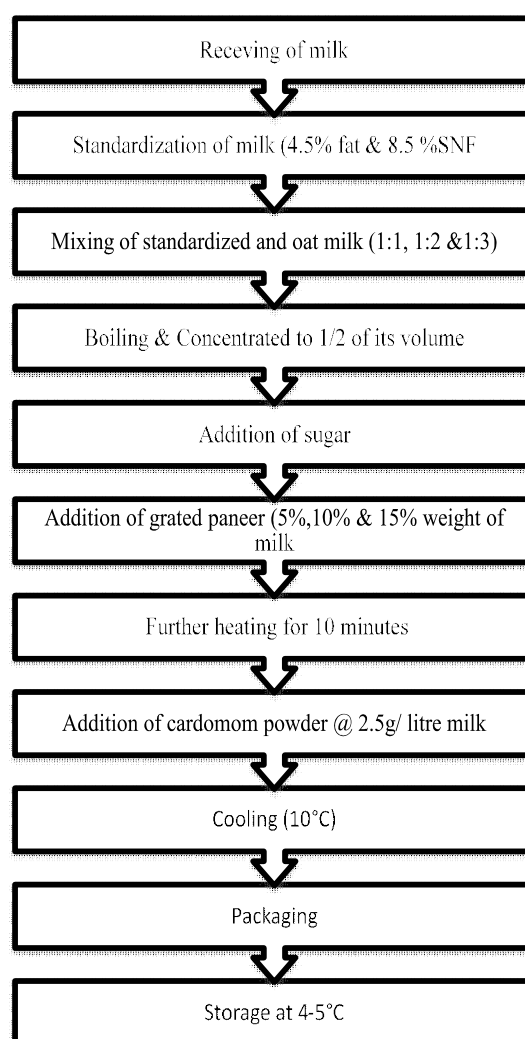 Receving of milk
Standardization of milk (4.5% fat & 8.5 %SNF
Mixing of standardized and oat milk (1:1, 1:2 &1:3)
Boiling & Concentrated to 1/2 of its volume
Addition of sugar
Addition of grated paneer (5%,10% & 15% weight of
milk
Further heating for 10 minutes
Addition of cardomom powder @ 2.5g/ litre milk
Cooling (10°C)
Packaging
Storage at 4-5°C